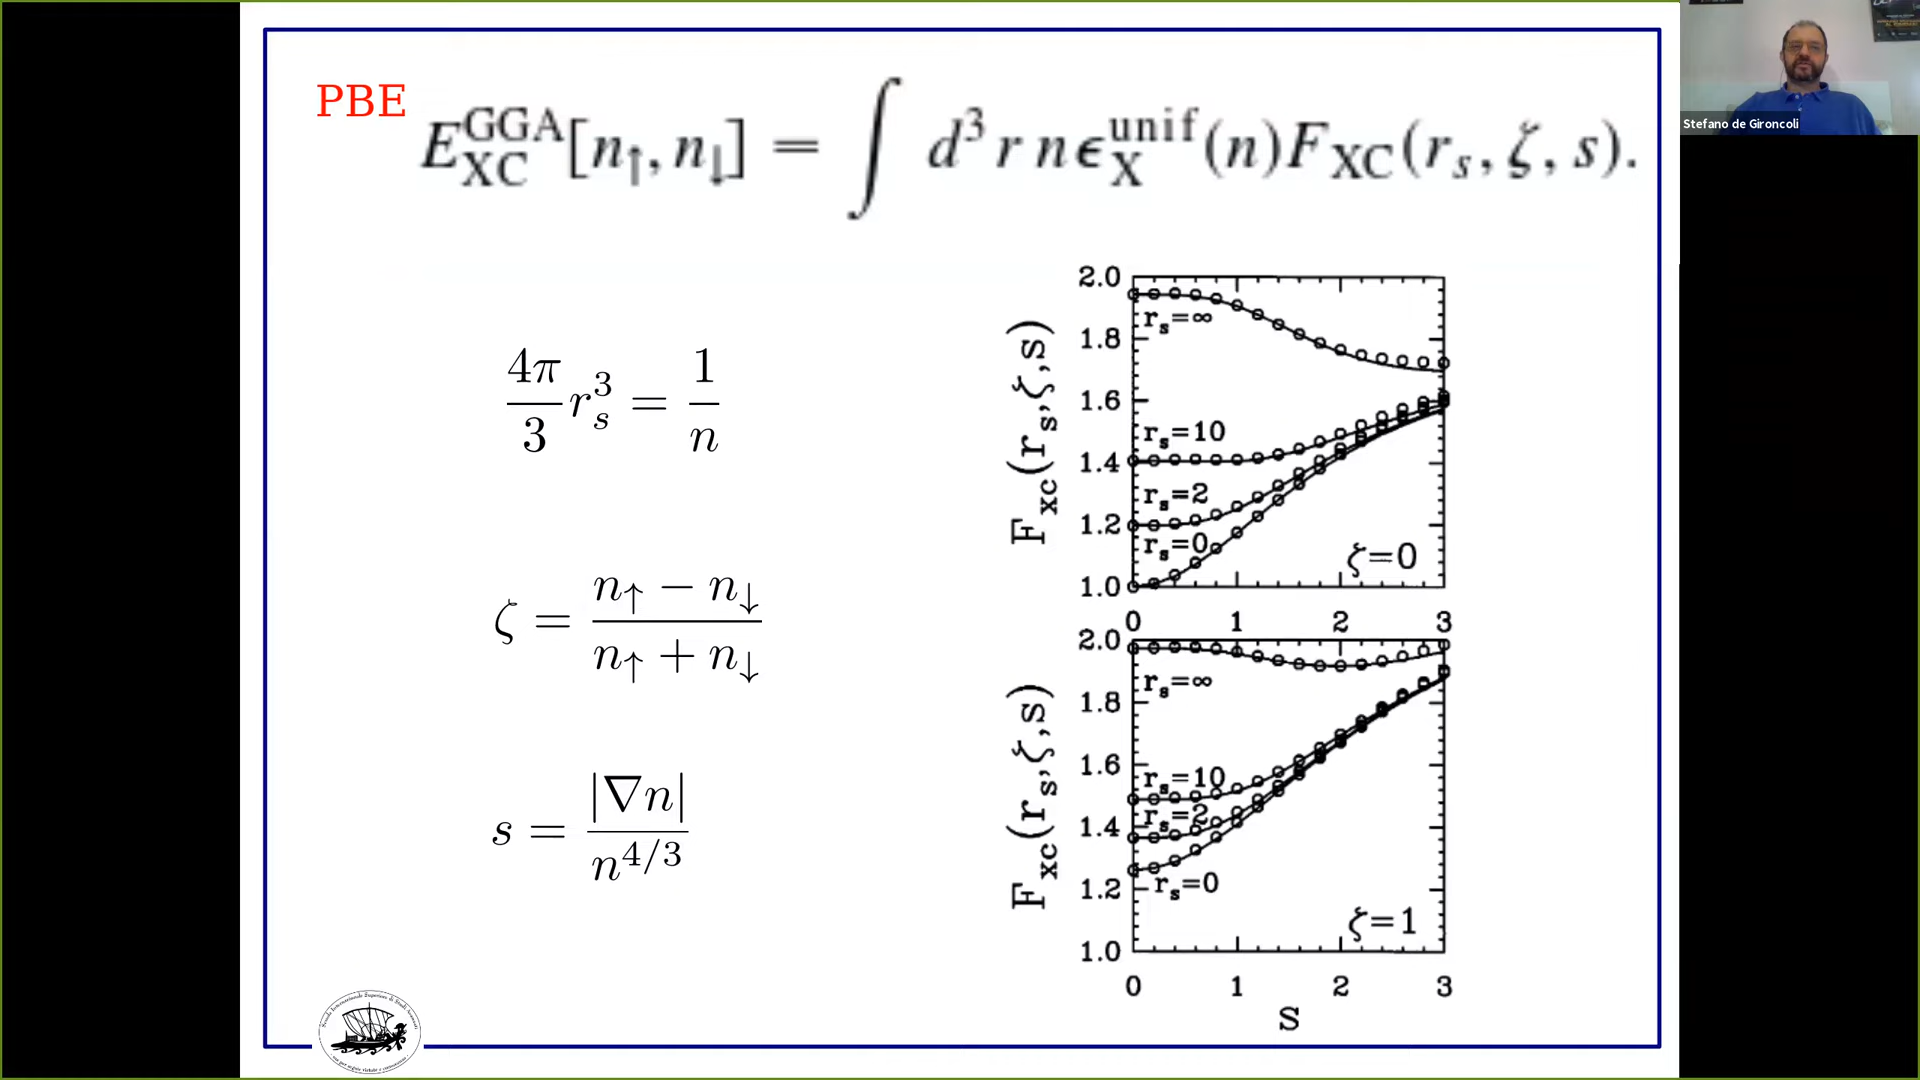 PBE
E_XC^GGA[n↑, n↓] = ∫ d³r nϵ_X^unif(n)F_XC(r_s, ζ, s).
Stefano de Gironcoli
4π/3 r_s³ = 1/n
ζ = (n↑ − n↓)/(n↑ + n↓)
s = |∇n|/n^{4/3}
F_xc(r_s,ζ,s)
2.0
1.8
1.6
1.4
1.2
1.0
r_s=∞
r_s=10
r_s=2
r_s=0
ζ=0
0 1 2 3
F_xc(r_s,ζ,s)
2.0
1.8
1.6
1.4
1.2
1.0
r_s=∞
r_s=10
r_s=2
r_s=0
ζ=1
0 1 2 3
S